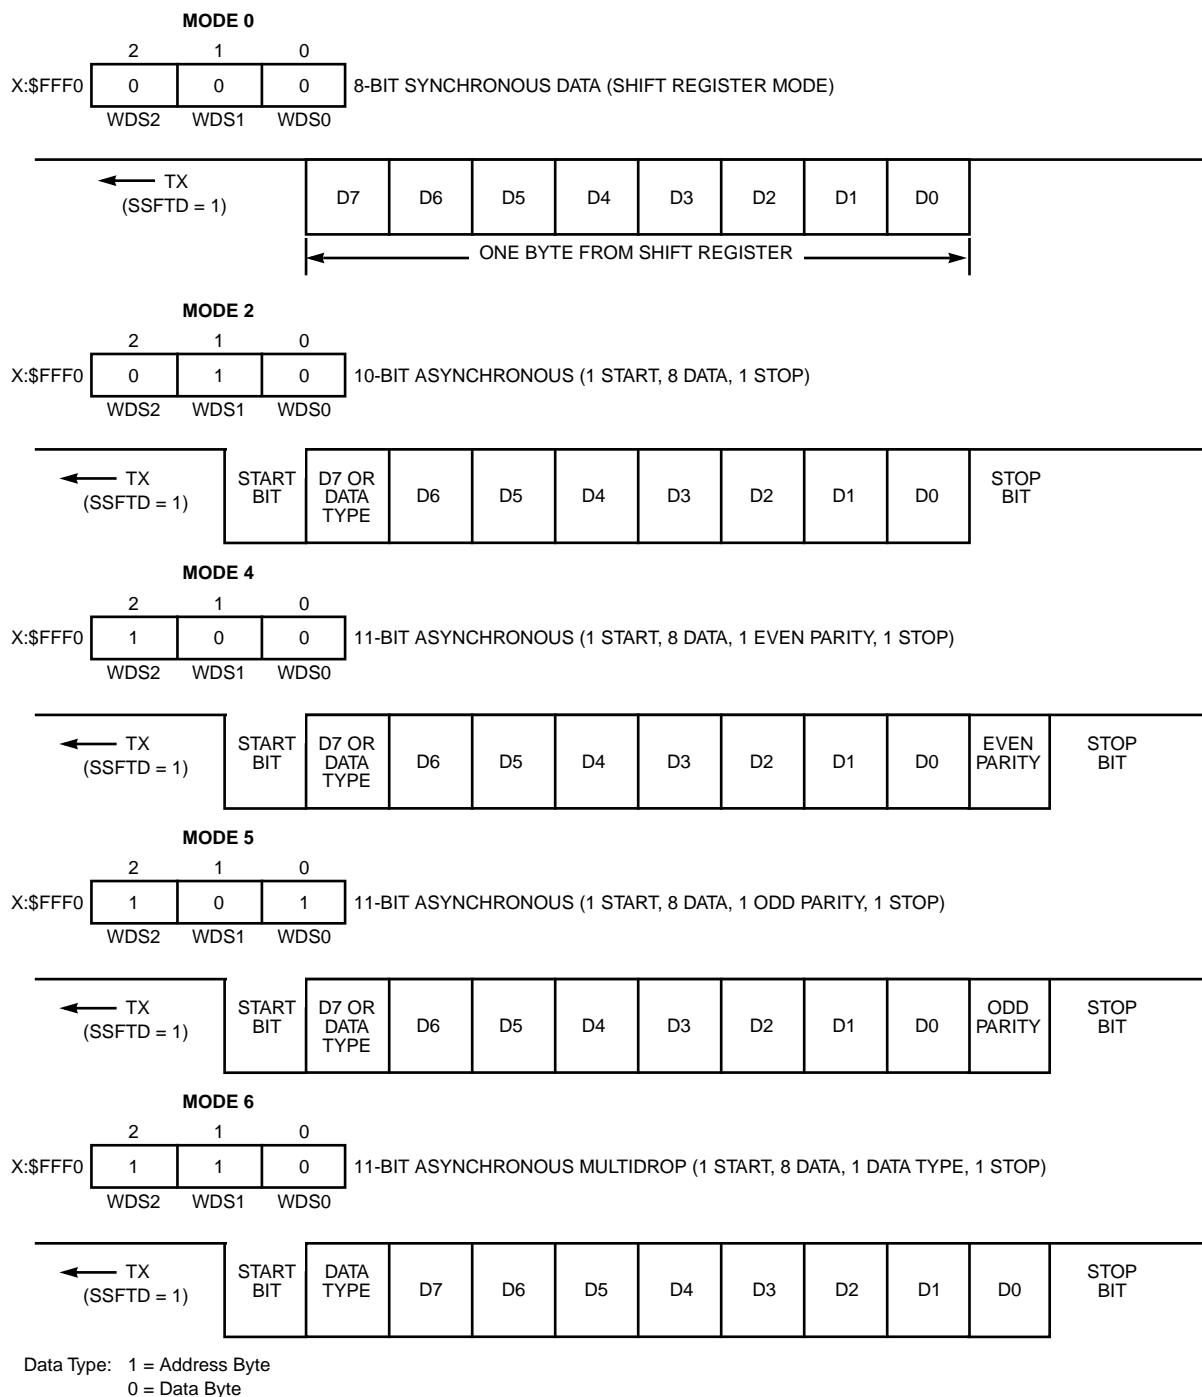 MODE 0
2 1 0
X:$FFF0 0 0 0 8-BIT SYNCHRONOUS DATA (SHIFT REGISTER MODE)
WDS2 WDS1 WDS0
TX
(SSFTD = 1)
D7 D6 D5 D4 D3 D2 D1 D0
ONE BYTE FROM SHIFT REGISTER
MODE 2
2 1 0
X:$FFF0 0 1 0 10-BIT ASYNCHRONOUS (1 START, 8 DATA, 1 STOP)
WDS2 WDS1 WDS0
TX
(SSFTD = 1)
START
BIT
D7 OR
DATA
TYPE
D6 D5 D4 D3 D2 D1 D0
STOP
BIT
MODE 4
2 1 0
X:$FFF0 1 0 0 11-BIT ASYNCHRONOUS (1 START, 8 DATA, 1 EVEN PARITY, 1 STOP)
WDS2 WDS1 WDS0
TX
(SSFTD = 1)
START
BIT
D7 OR
DATA
TYPE
D6 D5 D4 D3 D2 D1 D0
EVEN
PARITY
STOP
BIT
MODE 5
2 1 0
X:$FFF0 1 0 1 11-BIT ASYNCHRONOUS (1 START, 8 DATA, 1 ODD PARITY, 1 STOP)
WDS2 WDS1 WDS0
TX
(SSFTD = 1)
START
BIT
D7 OR
DATA
TYPE
D6 D5 D4 D3 D2 D1 D0
ODD
PARITY
STOP
BIT
MODE 6
2 1 0
X:$FFF0 1 1 0 11-BIT ASYNCHRONOUS MULTIDROP (1 START, 8 DATA, 1 DATA TYPE, 1 STOP)
WDS2 WDS1 WDS0
TX
(SSFTD = 1)
START
BIT
DATA
TYPE
D7 D6 D5 D4 D3 D2 D1 D0
STOP
BIT
Data Type: 1 = Address Byte
0 = Data Byte